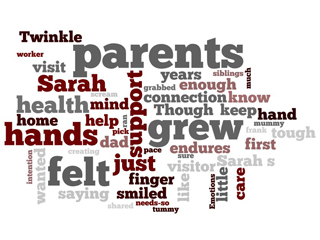 Twinkle
parents
worker
visit
Sarah
years
siblings
much
scream
grabbed
enough
health
mind
support
connection
know
Though
keep
hand
home
help
pick
ran
grew
mummy
frank
tough
hands
dad
creating
pace
endures
first
felt
just
sure
visitor
Sarah s
intention
wanted
finger
saying
smiled
like
Emotions
little
care
shared
needs-so
tummy